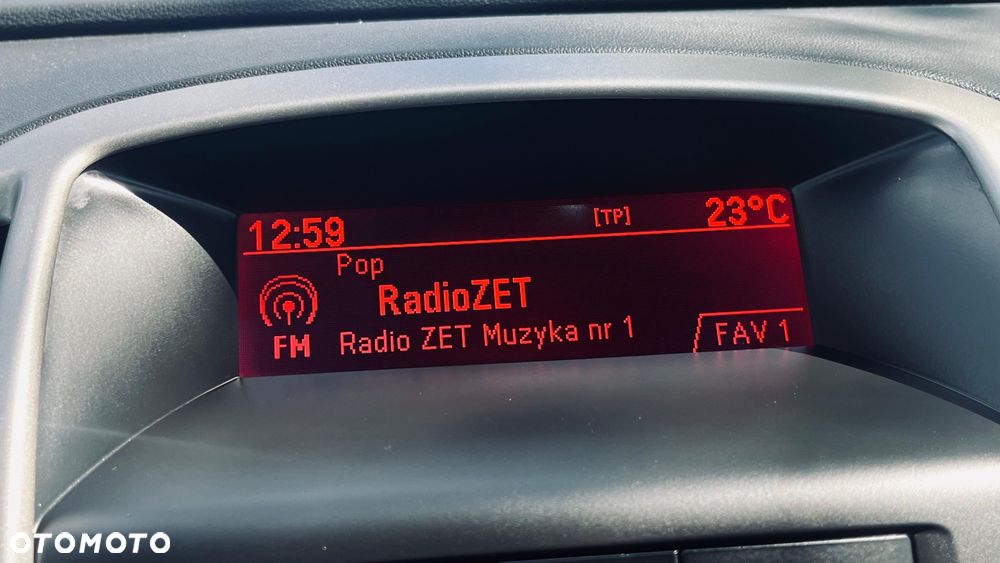 12:59 [TP] 23°C
Pop
RadioZET
FM Radio ZET Muzyka nr 1 FAV 1
OTOMOTO